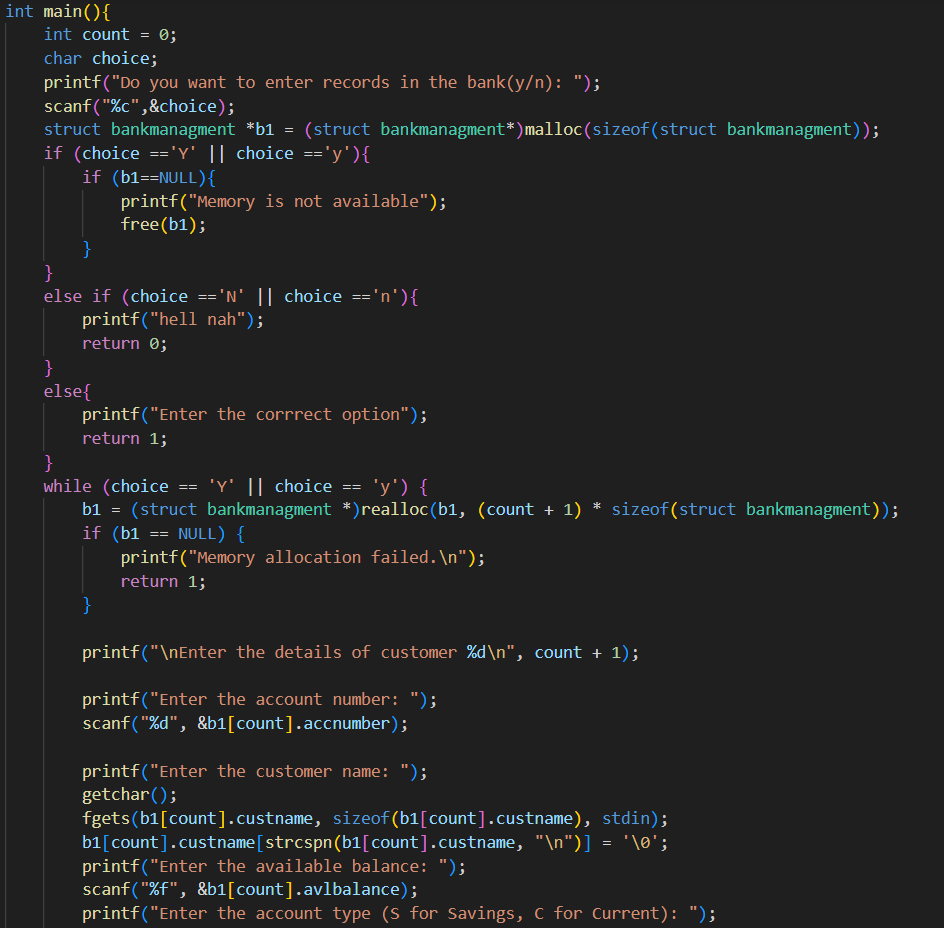 int main(){
    int count = 0;
    char choice;
    printf("Do you want to enter records in the bank(y/n): ");
    scanf("%c",&choice);
    struct bankmanagment *b1 = (struct bankmanagment*)malloc(sizeof(struct bankmanagment));
    if (choice =='Y' || choice =='y'){
        if (b1==NULL){
            printf("Memory is not available");
            free(b1);
        }
    }
    else if (choice =='N' || choice =='n'){
        printf("hell nah");
        return 0;
    }
    else{
        printf("Enter the corrrect option");
        return 1;
    }
    while (choice == 'Y' || choice == 'y') {
        b1 = (struct bankmanagment *)realloc(b1, (count + 1) * sizeof(struct bankmanagment));
        if (b1 == NULL) {
            printf("Memory allocation failed.\n");
            return 1;
        }

        printf("\nEnter the details of customer %d\n", count + 1);

        printf("Enter the account number: ");
        scanf("%d", &b1[count].accnumber);

        printf("Enter the customer name: ");
        getchar();
        fgets(b1[count].custname, sizeof(b1[count].custname), stdin);
        b1[count].custname[strcspn(b1[count].custname, "\n")] = '\0';
        printf("Enter the available balance: ");
        scanf("%f", &b1[count].avlbalance);
        printf("Enter the account type (S for Savings, C for Current): ");